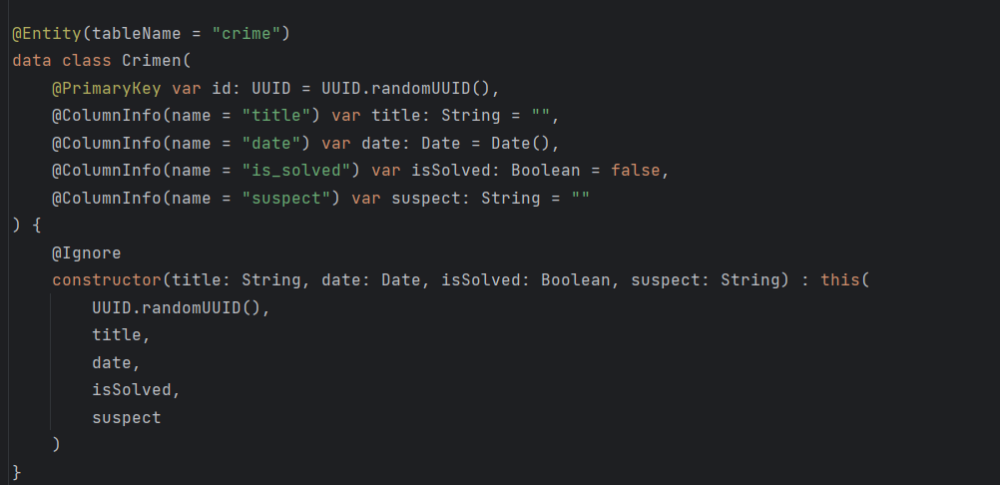 @Entity(tableName = "crime")
data class Crimen(
    @PrimaryKey var id: UUID = UUID.randomUUID(),
    @ColumnInfo(name = "title") var title: String = "",
    @ColumnInfo(name = "date") var date: Date = Date(),
    @ColumnInfo(name = "is_solved") var isSolved: Boolean = false,
    @ColumnInfo(name = "suspect") var suspect: String = ""
) {
    @Ignore
    constructor(title: String, date: Date, isSolved: Boolean, suspect: String) : this(
        UUID.randomUUID(),
        title,
        date,
        isSolved,
        suspect
    )
}